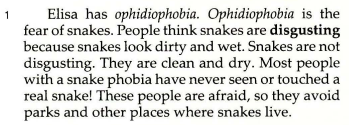 1 Elisa has ophidiophobia. Ophidiophobia is the
fear of snakes. People think snakes are disgusting
because snakes look dirty and wet. Snakes are not
disgusting. They are clean and dry. Most people
with a snake phobia have never seen or touched a
real snake! These people are afraid, so they avoid
parks and other places where snakes live.